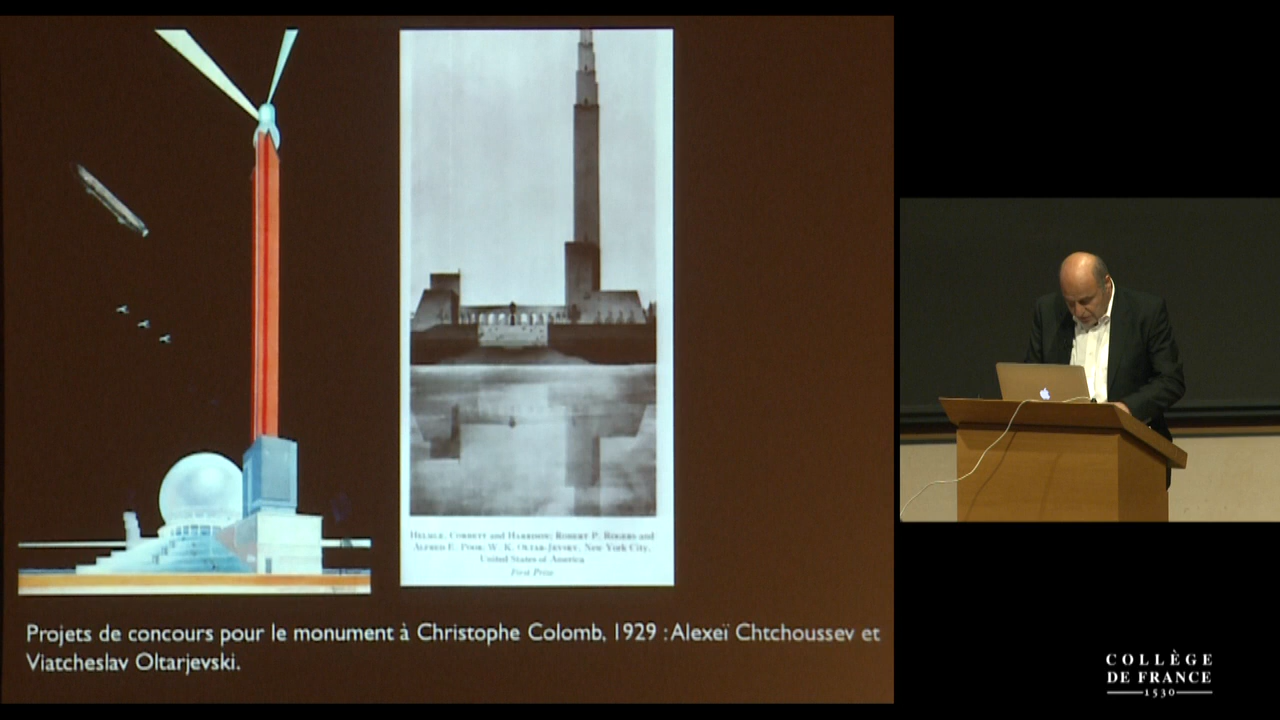 HELMLE, CORBETT and HARRISON; ROBERT P. ROGERS and
ALFRED E. POOR; W. K. OLTAR-JEVSKY, New York City,
United States of America
First Prize
Projets de concours pour le monument à Christophe Colomb, 1929 : Alexeï Chtchoussev et
Viatcheslav Oltarjevski.
COLLÈGE
DE FRANCE
1530